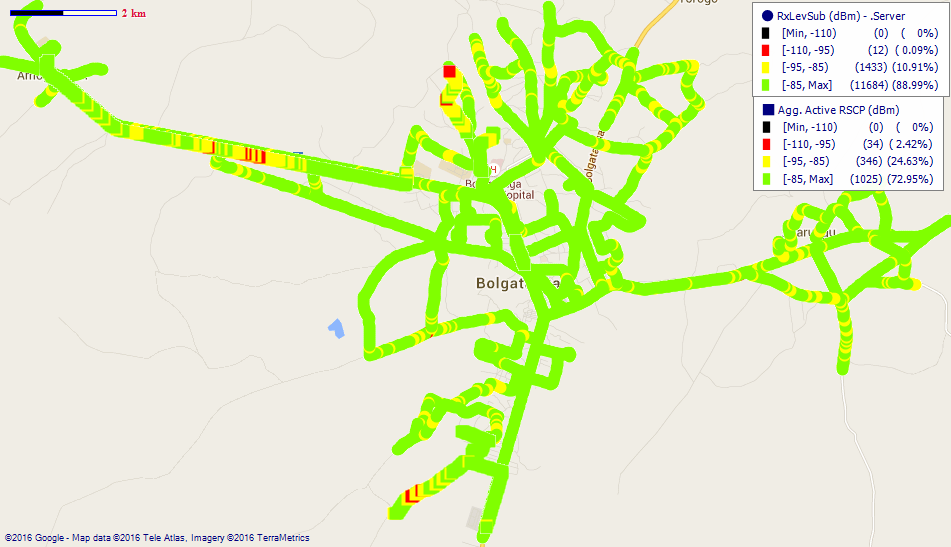 2 km
RxLevSub (dBm) - .Server
[Min, -110) (0) ( 0%)
[-110, -95) (12) ( 0.09%)
[-95, -85) (1433) (10.91%)
[-85, Max] (11684) (88.99%)
Agg. Active RSCP (dBm)
[Min, -110) (0) ( 0%)
[-110, -95) (34) ( 2.42%)
[-95, -85) (346) (24.63%)
[-85, Max] (1025) (72.95%)
H
©2016 Google - Map data ©2016 Tele Atlas, Imagery ©2016 TerraMetrics